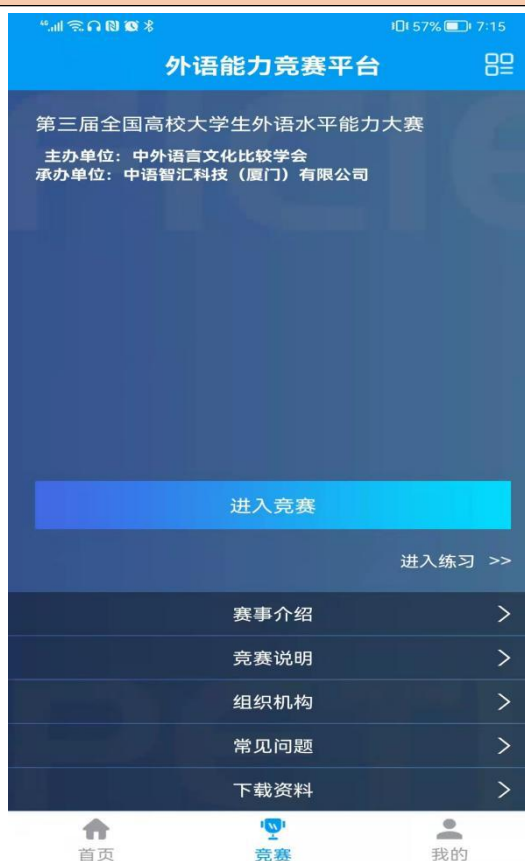 57% 7:15
外语能力竞赛平台
第三届全国高校大学生外语水平能力大赛
主办单位：中外语言文化比较学会
承办单位：中语智汇科技（厦门）有限公司
进入竞赛
进入练习 >>
赛事介绍 >
竞赛说明 >
组织机构 >
常见问题 >
下载资料 >
首页 竞赛 我的